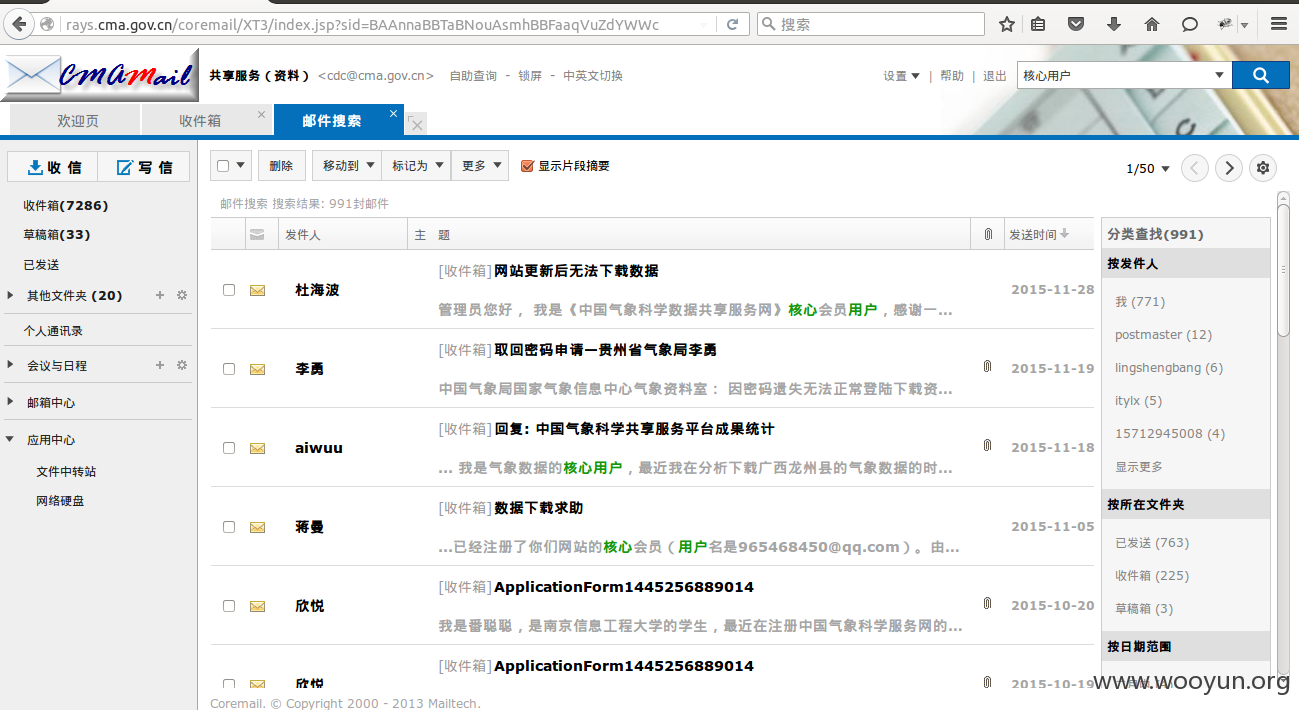 rays.cma.gov.cn/coremail/XT3/index.jsp?sid=BAAnnaBBTaBNouAsmhBBFaaqVuZdYWWc
搜索
CMAMail
共享服务（资料） <cdc@cma.gov.cn> 自助查询 - 锁屏 - 中英文切换
设置 | 帮助 | 退出
核心用户
欢迎页 收件箱 邮件搜索
收信 写信
删除 移动到 标记为 更多 显示片段摘要
1/50
收件箱(7286)
草稿箱(33)
已发送
其他文件夹 (20)
个人通讯录
会议与日程
邮箱中心
应用中心
文件中转站
网络硬盘
邮件搜索 搜索结果: 991封邮件
发件人 主 题 发送时间
[收件箱] 网站更新后无法下载数据
杜海波 2015-11-28
管理员您好， 我是《中国气象科学数据共享服务网》核心会员用户，感谢一...
[收件箱] 取回密码申请—贵州省气象局李勇
李勇 2015-11-19
中国气象局国家气象信息中心气象资料室： 因密码遗失无法正常登陆下载资...
[收件箱] 回复: 中国气象科学共享服务平台成果统计
aiwuu 2015-11-18
... 我是气象数据的核心用户，最近我在分析下载广西龙州县的气象数据的时...
[收件箱] 数据下载求助
蒋曼 2015-11-05
...已经注册了你们网站的核心会员（用户名是965468450@qq.com）。由...
[收件箱] ApplicationForm1445256889014
欣悦 2015-10-20
我是番聪聪，是南京信息工程大学的学生，最近在注册中国气象科学服务网的...
[收件箱] ApplicationForm1445256889014
欣悦 2015-10-19
分类查找(991)
按发件人
我 (771)
postmaster (12)
lingshengbang (6)
itylx (5)
15712945008 (4)
显示更多
按所在文件夹
已发送 (763)
收件箱 (225)
草稿箱 (3)
按日期范围
www.wooyun.org
Coremail. © Copyright 2000 - 2013 Mailtech.